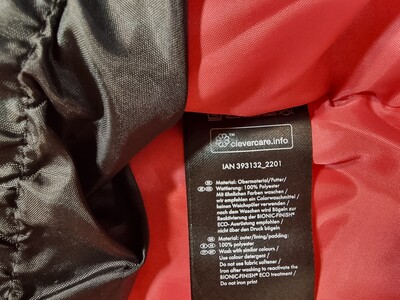 ™
clevercare.info
IAN 393132_2201
Material: Obermaterial/Futter/
Wattierung: 100% Polyester
Mit ähnlichen Farben waschen/
wir empfehlen ein Colorwaschmittel/
keinen Weichspüler verwenden/
nach dem Waschen wird Bügeln zur
Reaktivierung der BIONIC-FINISH®
ECO-Ausrüstung empfohlen/
nicht über den Druck bügeln
Material: outer/lining/padding:
100% polyester
Wash with similar colours/
Use colour detergent/
Do not use fabric softener/
Iron after washing to reactivate the
BIONIC-FINISH® ECO treatment/
Do not iron print